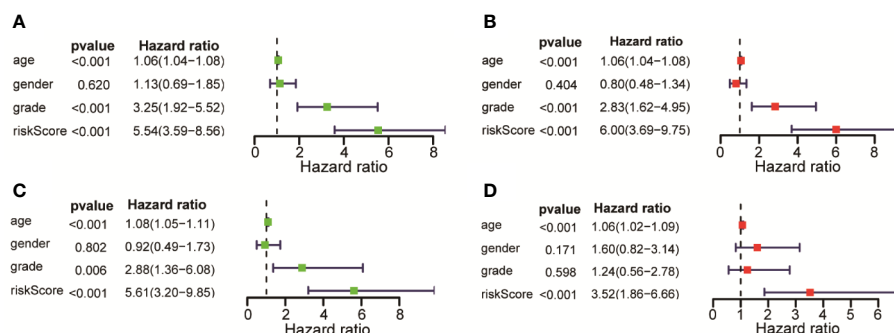 A
pvalue Hazard ratio
age <0.001 1.06(1.04−1.08)
gender 0.620 1.13(0.69−1.85)
grade <0.001 3.25(1.92−5.52)
riskScore <0.001 5.54(3.59−8.56)
0 2 4 6 8
Hazard ratio
B
pvalue Hazard ratio
age <0.001 1.06(1.04−1.08)
gender 0.404 0.80(0.48−1.34)
grade <0.001 2.83(1.62−4.95)
riskScore <0.001 6.00(3.69−9.75)
0 2 4 6 8
Hazard ratio
C
pvalue Hazard ratio
age <0.001 1.08(1.05−1.11)
gender 0.802 0.92(0.49−1.73)
grade 0.006 2.88(1.36−6.08)
riskScore <0.001 5.61(3.20−9.85)
0 2 4 6 8
Hazard ratio
D
pvalue Hazard ratio
age <0.001 1.06(1.02−1.09)
gender 0.171 1.60(0.82−3.14)
grade 0.598 1.24(0.56−2.78)
riskScore <0.001 3.52(1.86−6.66)
0 1 2 3 4 5 6
Hazard ratio